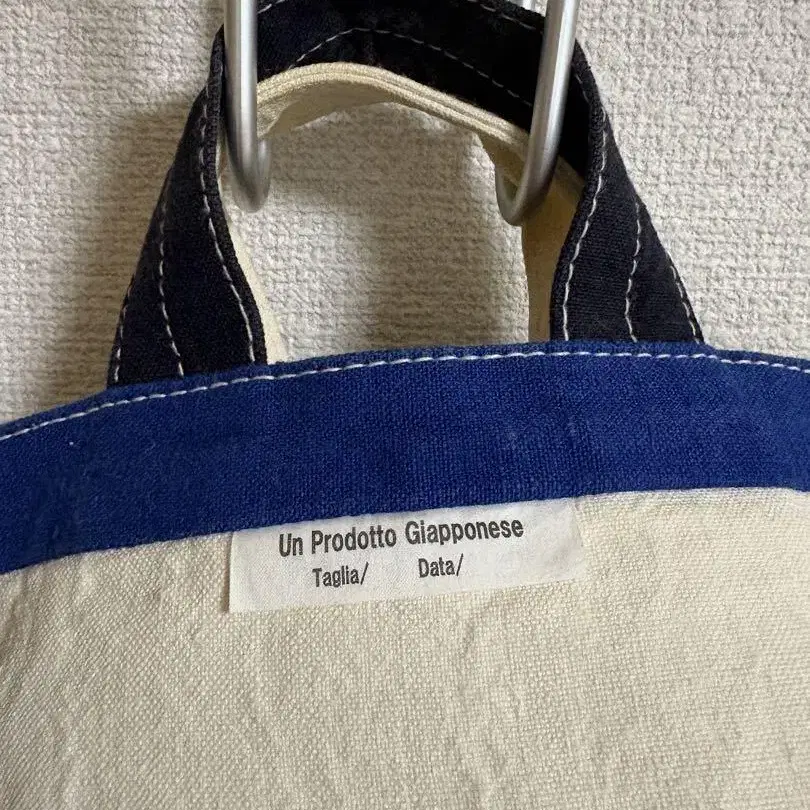 Un Prodotto Giapponese
Taglia/ Data/